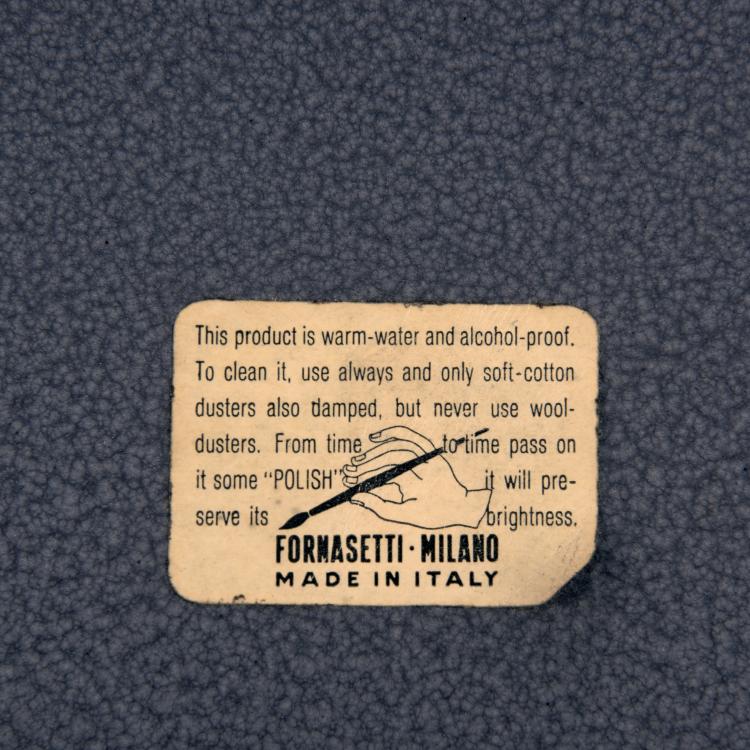 This product is warm-water and alcohol-proof.
To clean it, use always and only soft-cotton
dusters also damped, but never use wool-
dusters. From time to time pass on
it some "POLISH" it will pre-
serve its brightness.
FORNASETTI · MILANO
MADE IN ITALY